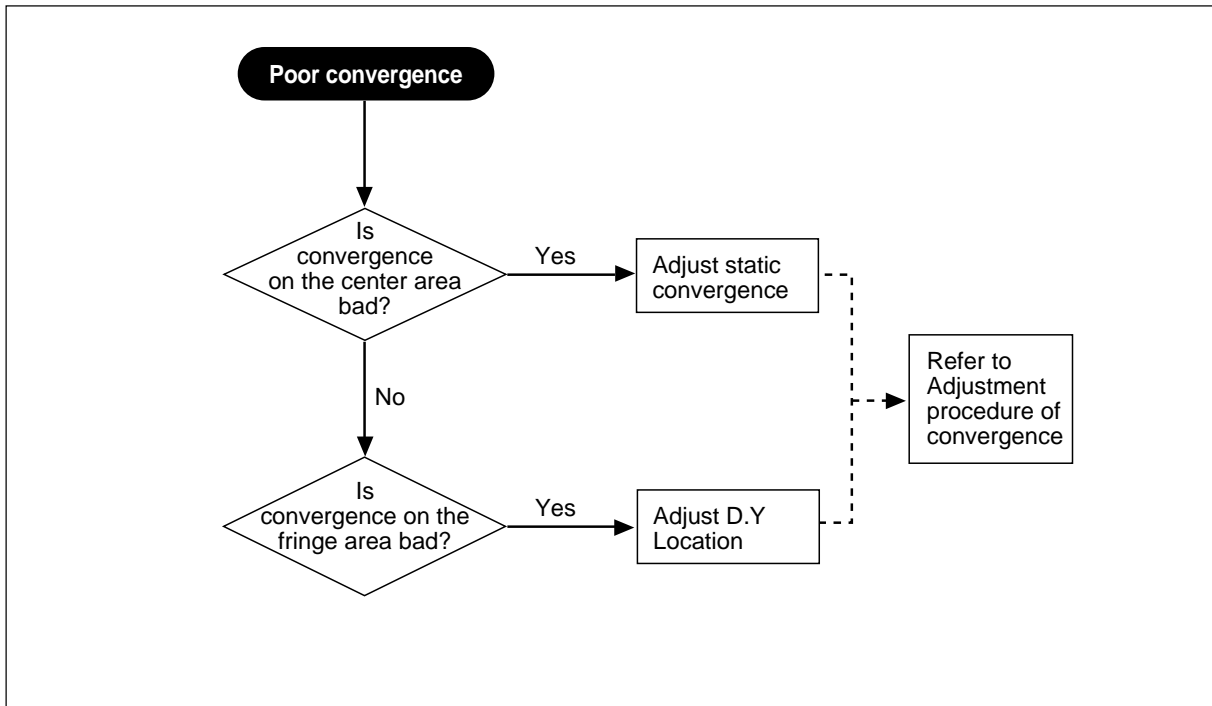 Poor convergence
Is
convergence
on the center area
bad?
Yes
Adjust static
convergence
Refer to
Adjustment
procedure of
convergence
No
Is
convergence on the
fringe area bad?
Yes
Adjust D.Y
Location